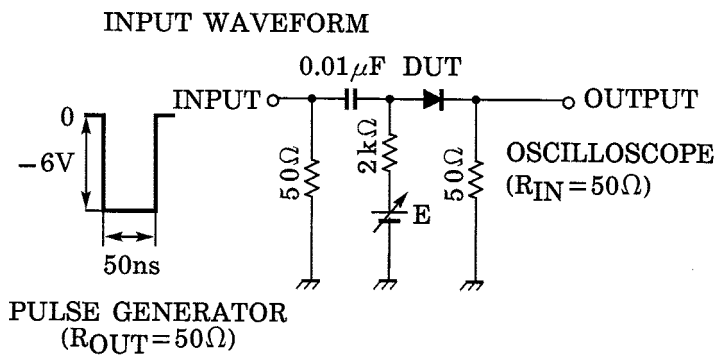 INPUT WAVEFORM
0.01μF DUT
0
INPUT
OUTPUT
−6V
50Ω
2kΩ
50Ω
OSCILLOSCOPE
(RIN=50Ω)
E
50ns
PULSE GENERATOR
(ROUT=50Ω)